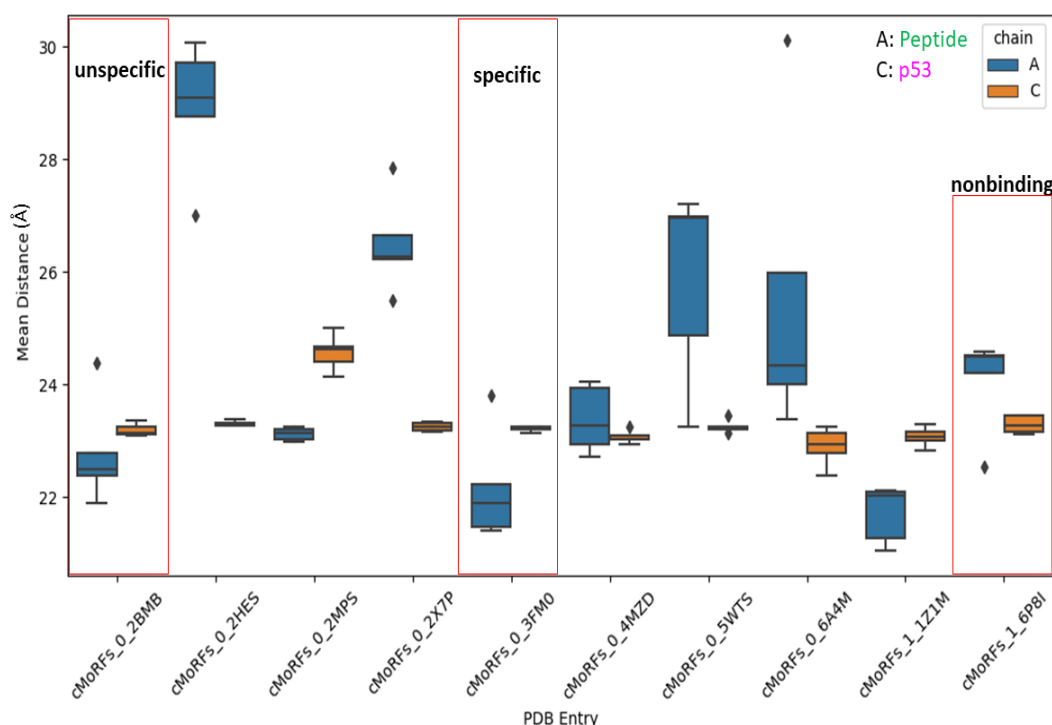 A: Peptide
C: p53
chain
A
C
unspecific
specific
nonbinding
Mean Distance (Å)
30
28
26
24
22
cMoRFs_0_2BMB
cMoRFs_0_2HES
cMoRFs_0_2MPS
cMoRFs_0_2X7P
cMoRFs_0_3FM0
cMoRFs_0_4MZD
cMoRFs_0_5WTS
cMoRFs_0_6A4M
cMoRFs_1_1Z1M
cMoRFs_1_6P8I
PDB Entry